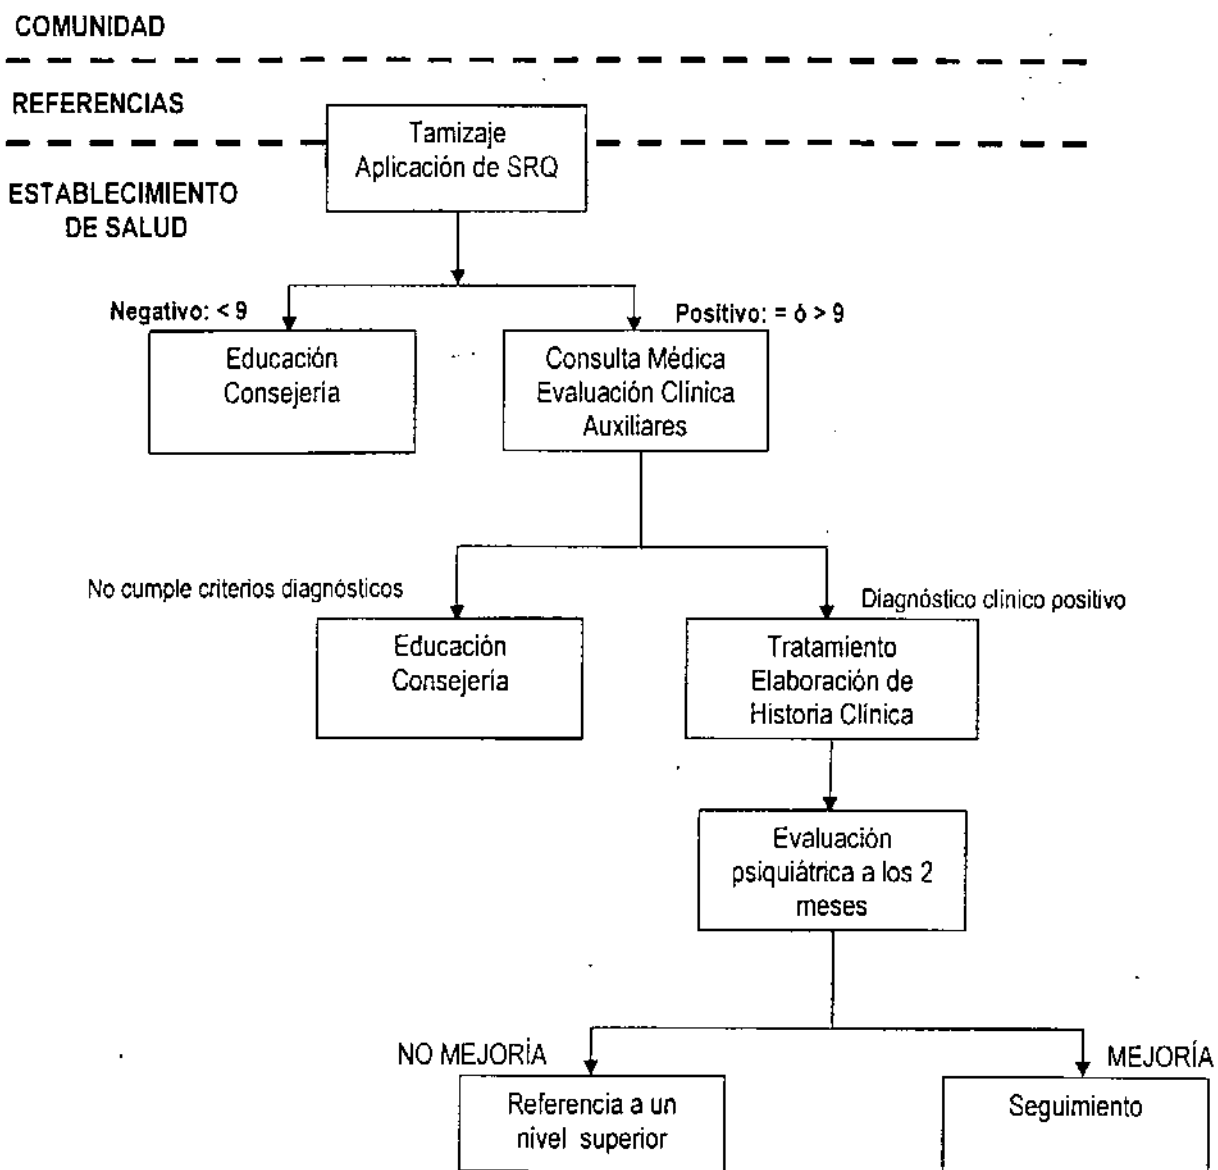 COMUNIDAD
REFERENCIAS
Tamizaje
Aplicación de SRQ
ESTABLECIMIENTO
DE SALUD
Negativo: < 9
Positivo: = ó > 9
Educación
Consejería
Consulta Médica
Evaluación Clínica
Auxiliares
No cumple criterios diagnósticos
Diagnóstico clínico positivo
Educación
Consejería
Tratamiento
Elaboración de
Historia Clínica
Evaluación
psiquiátrica a los 2
meses
NO MEJORÍA
MEJORÍA
Referencia a un
nivel superior
Seguimiento